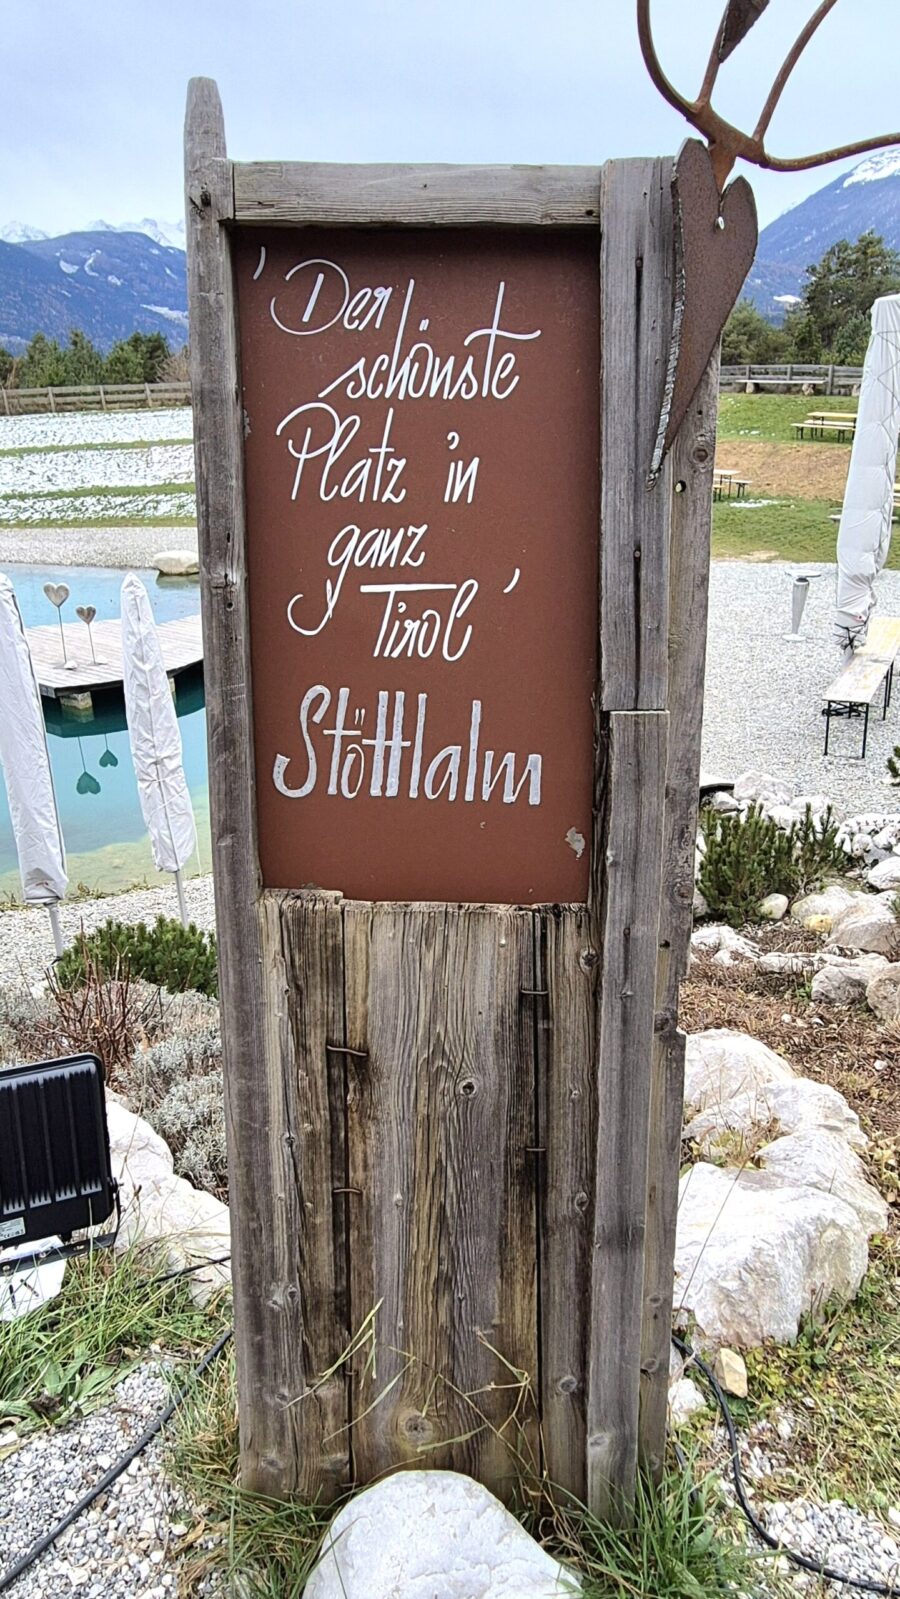 'Der
schönste
Platz in
ganz
Tirol'
Stöttlalm